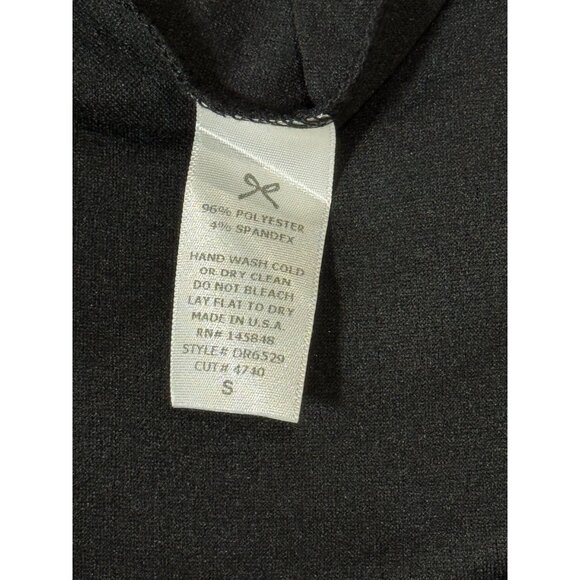 96% POLYESTER
4% SPANDEX
HAND WASH COLD
OR DRY CLEAN
DO NOT BLEACH
LAY FLAT TO DRY
MADE IN U.S.A
RN# 145848
STYLE# DR6529
CUT# 4740
S